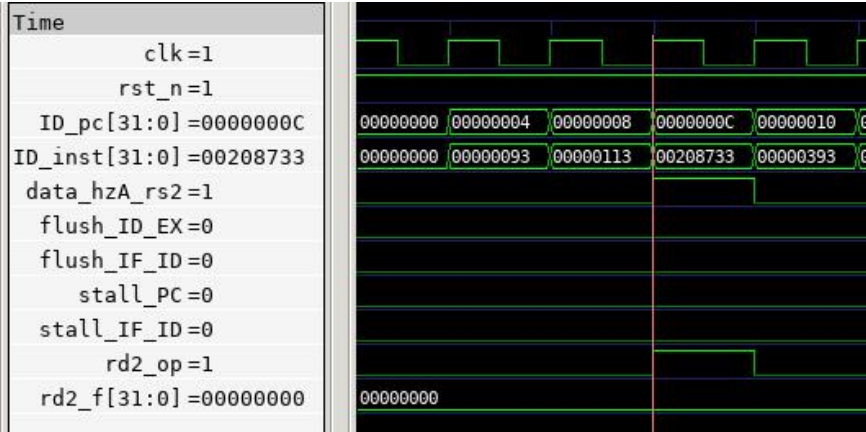 Time
clk=1
rst_n=1
ID_pc[31:0]=0000000C 00000000 00000004 00000008 0000000C 00000010
ID_inst[31:0]=00208733 00000000 00000093 00000113 00208733 00000393
data_hzA_rs2=1
flush_ID_EX=0
flush_IF_ID=0
stall_PC=0
stall_IF_ID=0
rd2_op=1
rd2_f[31:0]=00000000 00000000